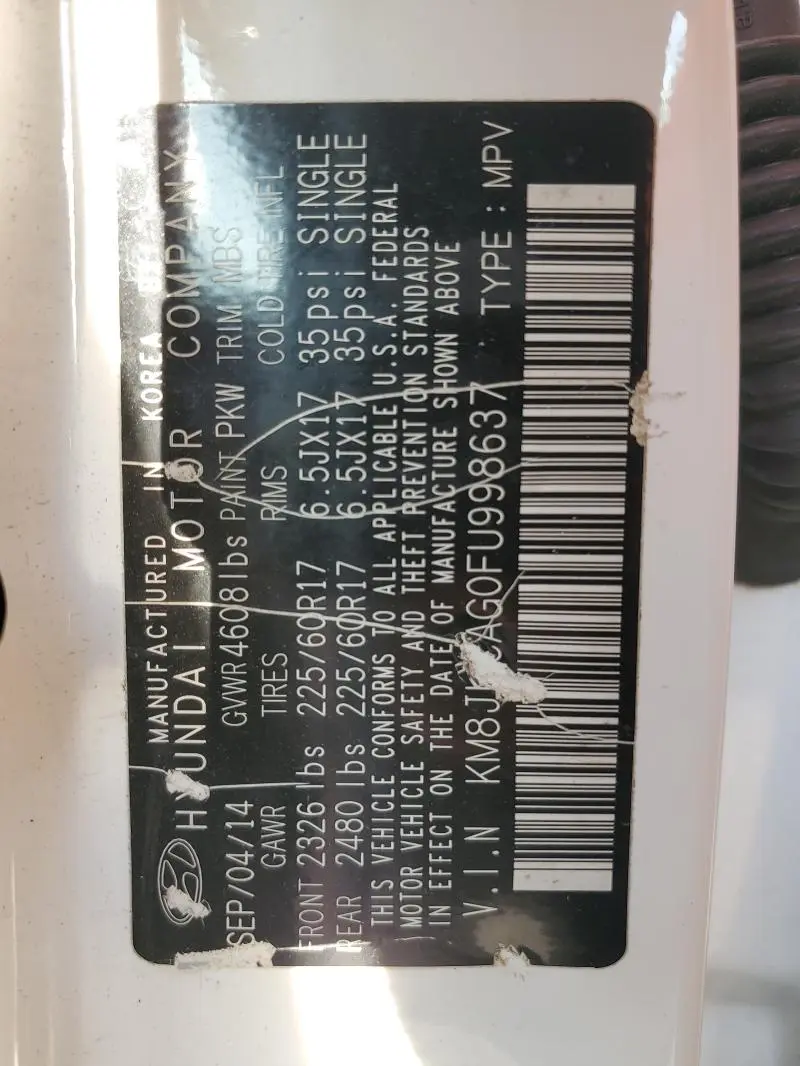 MANUFACTURED IN KOREA BY
HYUNDAI MOTOR COMPANY
SEP/04/14 GVWR 4608 lbs PAINT PKW TRIM MBS
GAWR TIRES RIMS COLD TIRE INFL
FRONT 2326 lbs 225/60R17 6.5JX17 35psi SINGLE
REAR 2480 lbs 225/60R17 6.5JX17 35psi SINGLE
THIS VEHICLE CONFORMS TO ALL APPLICABLE U.S.A. FEDERAL
MOTOR VEHICLE SAFETY AND THEFT PREVENTION STANDARDS
IN EFFECT ON THE DATE OF MANUFACTURE SHOWN ABOVE
V.I.N TYPE : MPV